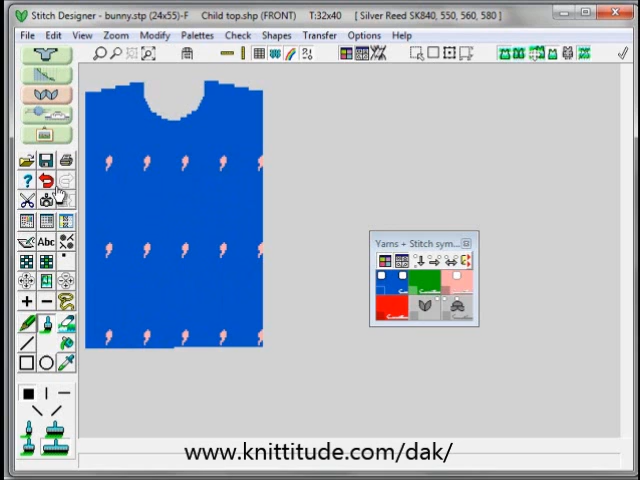 Stitch Designer - bunny.stp (24x55)-F Child top.shp (FRONT) T:32x40 [ Silver Reed SK840, 550, 560, 580 ]
File Edit View Zoom Modify Palettes Check Shapes Transfer Options Help
Yarns + Stitch sym...
Abc
www.knittitude.com/dak/